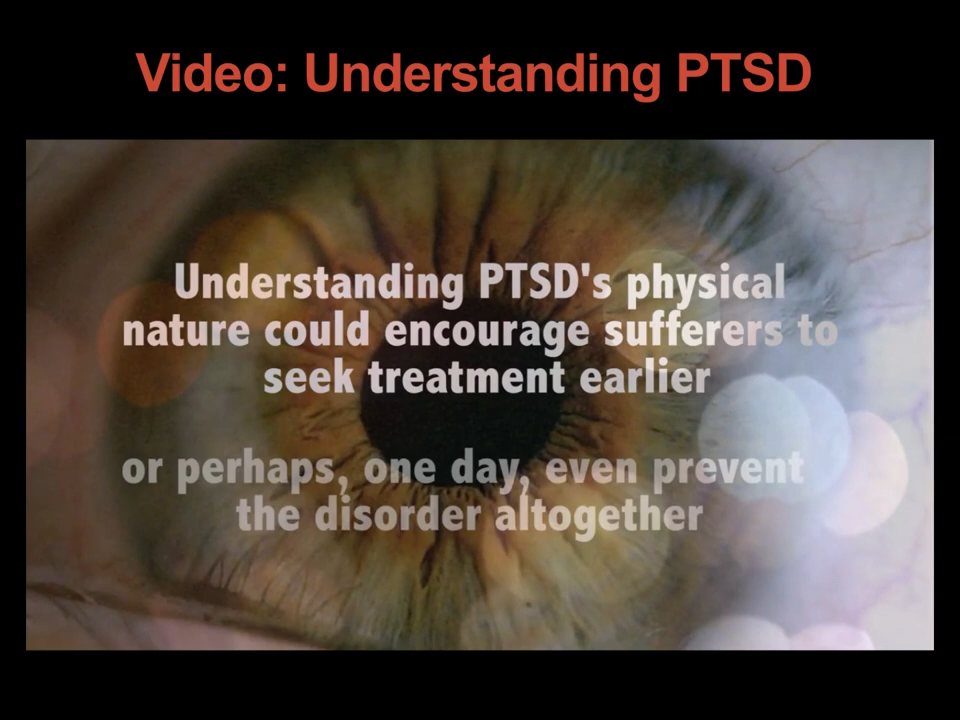 Video: Understanding PTSD
Understanding PTSD's physical
nature could encourage sufferers to
seek treatment earlier
or perhaps, one day, even prevent
the disorder altogether